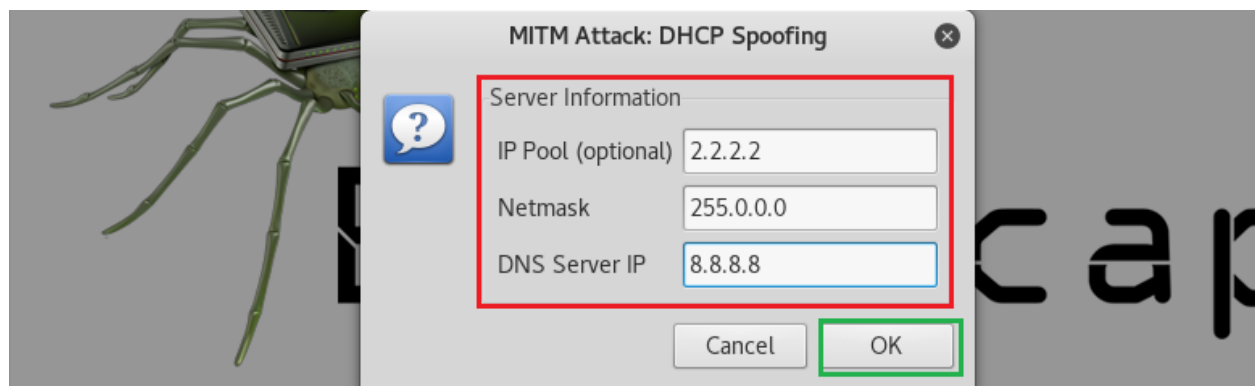 MITM Attack: DHCP Spoofing
Server Information
IP Pool (optional) 2.2.2.2
Netmask 255.0.0.0
DNS Server IP 8.8.8.8
Cancel OK